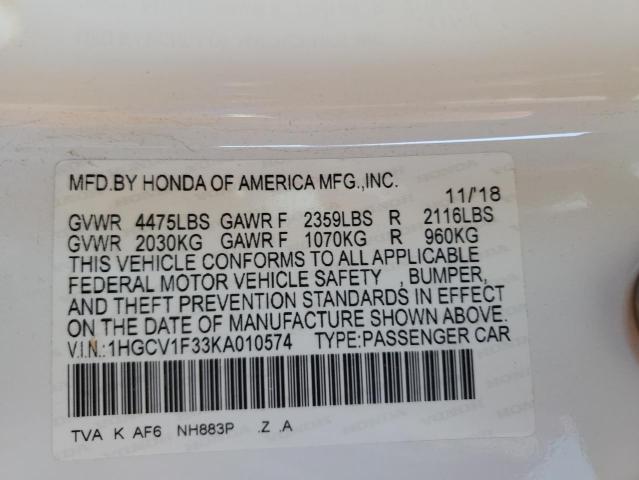 MFD.BY HONDA OF AMERICA MFG.,INC.
11/'18
GVWR 4475LBS GAWR F 2359LBS R 2116LBS
GVWR 2030KG GAWR F 1070KG R 960KG
THIS VEHICLE CONFORMS TO ALL APPLICABLE
FEDERAL MOTOR VEHICLE SAFETY , BUMPER,
AND THEFT PREVENTION STANDARDS IN EFFECT
ON THE DATE OF MANUFACTURE SHOWN ABOVE.
V.I.N.:1HGCV1F33KA010574 TYPE:PASSENGER CAR
TVA K AF6 NH883P .Z .A